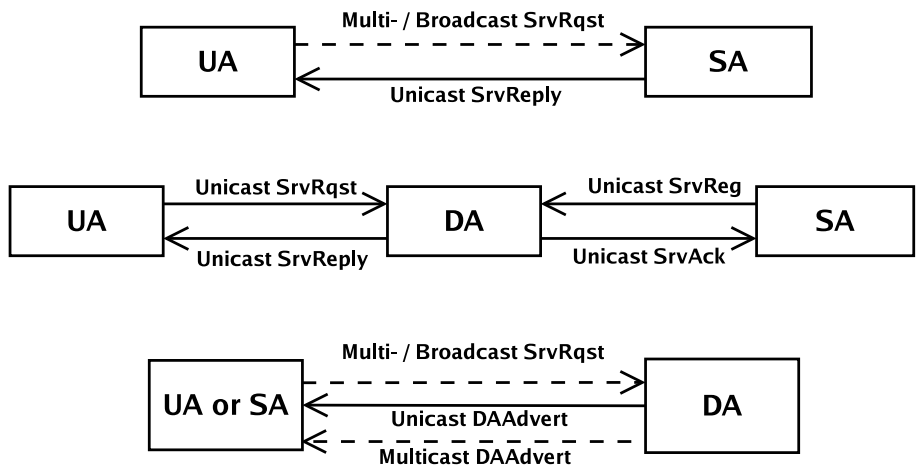 Multi- / Broadcast SrvRqst
UA
SA
Unicast SrvReply
Unicast SrvRqst
Unicast SrvReg
UA
DA
SA
Unicast SrvReply
Unicast SrvAck
Multi- / Broadcast SrvRqst
UA or SA
DA
Unicast DAAdvert
Multicast DAAdvert